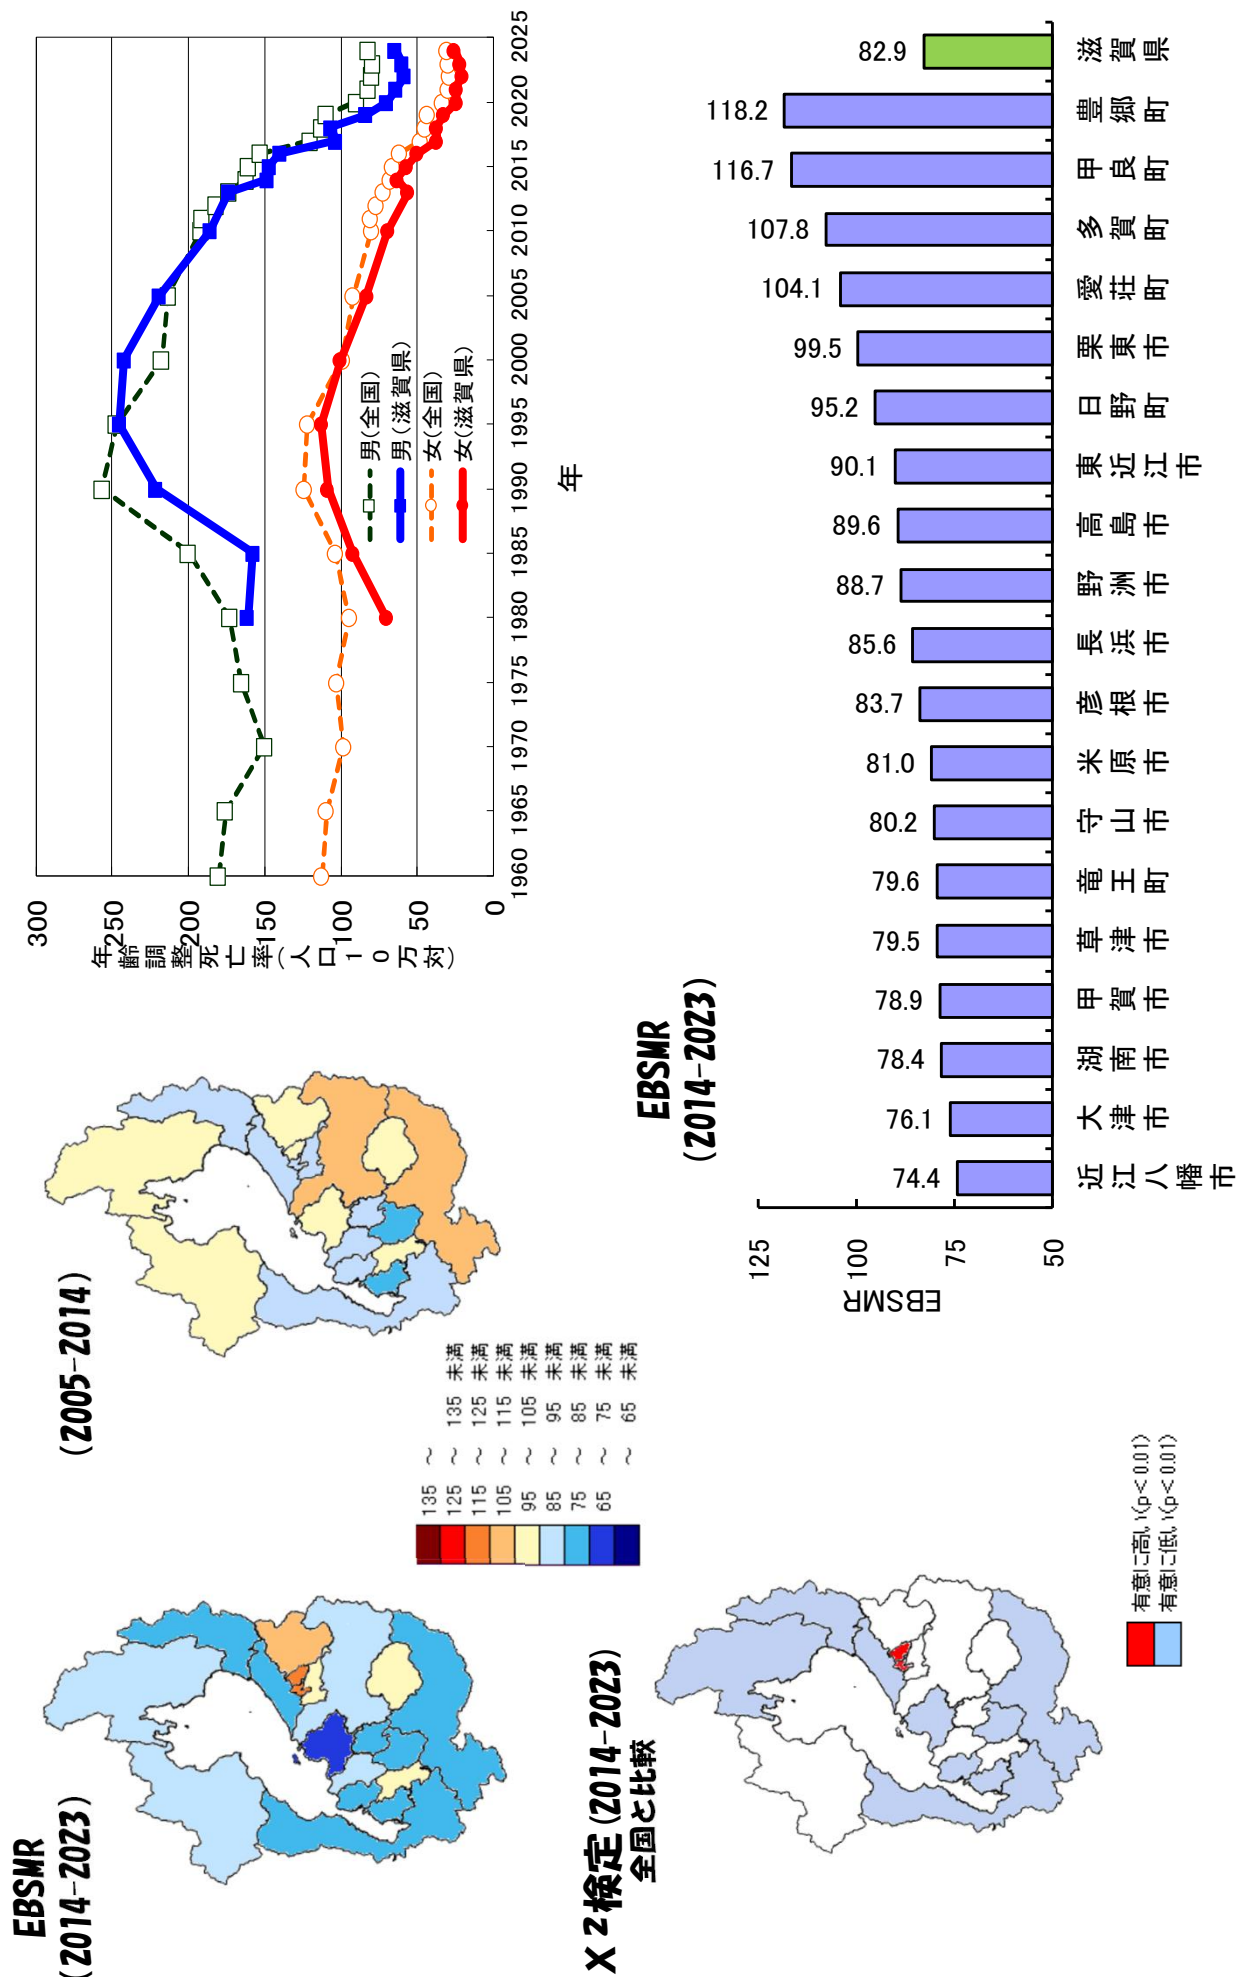 EBSMR
(2014-2023)
(2005-2014)
135 ～
125 ～ 135 未満
115 ～ 125 未満
105 ～ 115 未満
95 ～ 105 未満
85 ～ 95 未満
75 ～ 85 未満
65 ～ 75 未満
～ 65 未満
年齢調整死亡率(人口10万対)
300
250
200
150
100
50
0
1960 1965 1970 1975 1980 1985 1990 1995 2000 2005 2010 2015 2020 2025
年
男(全国)
男(滋賀県)
女(全国)
女(滋賀県)
X²検定(2014-2023)
全国と比較
有意に高い(p<0.01)
有意に低い(p<0.01)
EBSMR
(2014-2023)
EBSMR
125
100
75
50
74.4 76.1 78.4 78.9 79.5 79.6 80.2 81.0 83.7 85.6 88.7 89.6 90.1 95.2 99.5 104.1 107.8 116.7 118.2 82.9
近江八幡市 大津市 湖南市 甲賀市 草津市 竜王町 守山市 米原市 彦根市 長浜市 野洲市 高島市 東近江市 日野町 栗東市 愛荘町 多賀町 甲良町 豊郷町 滋賀県